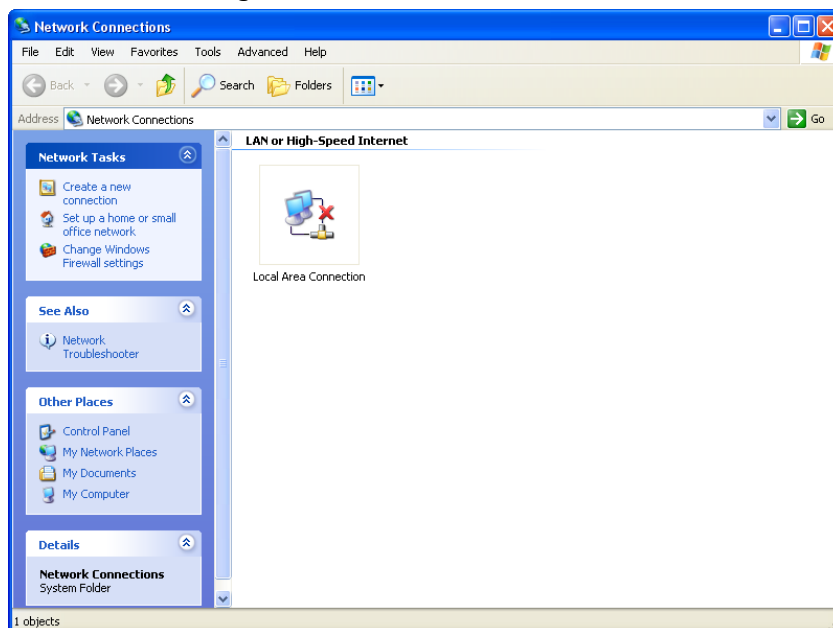 Network Connections
File Edit View Favorites Tools Advanced Help
Back Search Folders
Address Network Connections Go
Network Tasks
Create a new
connection
Set up a home or small
office network
Change Windows
Firewall settings
See Also
Network
Troubleshooter
Other Places
Control Panel
My Network Places
My Documents
My Computer
Details
Network Connections
System Folder
LAN or High-Speed Internet
Local Area Connection
1 objects